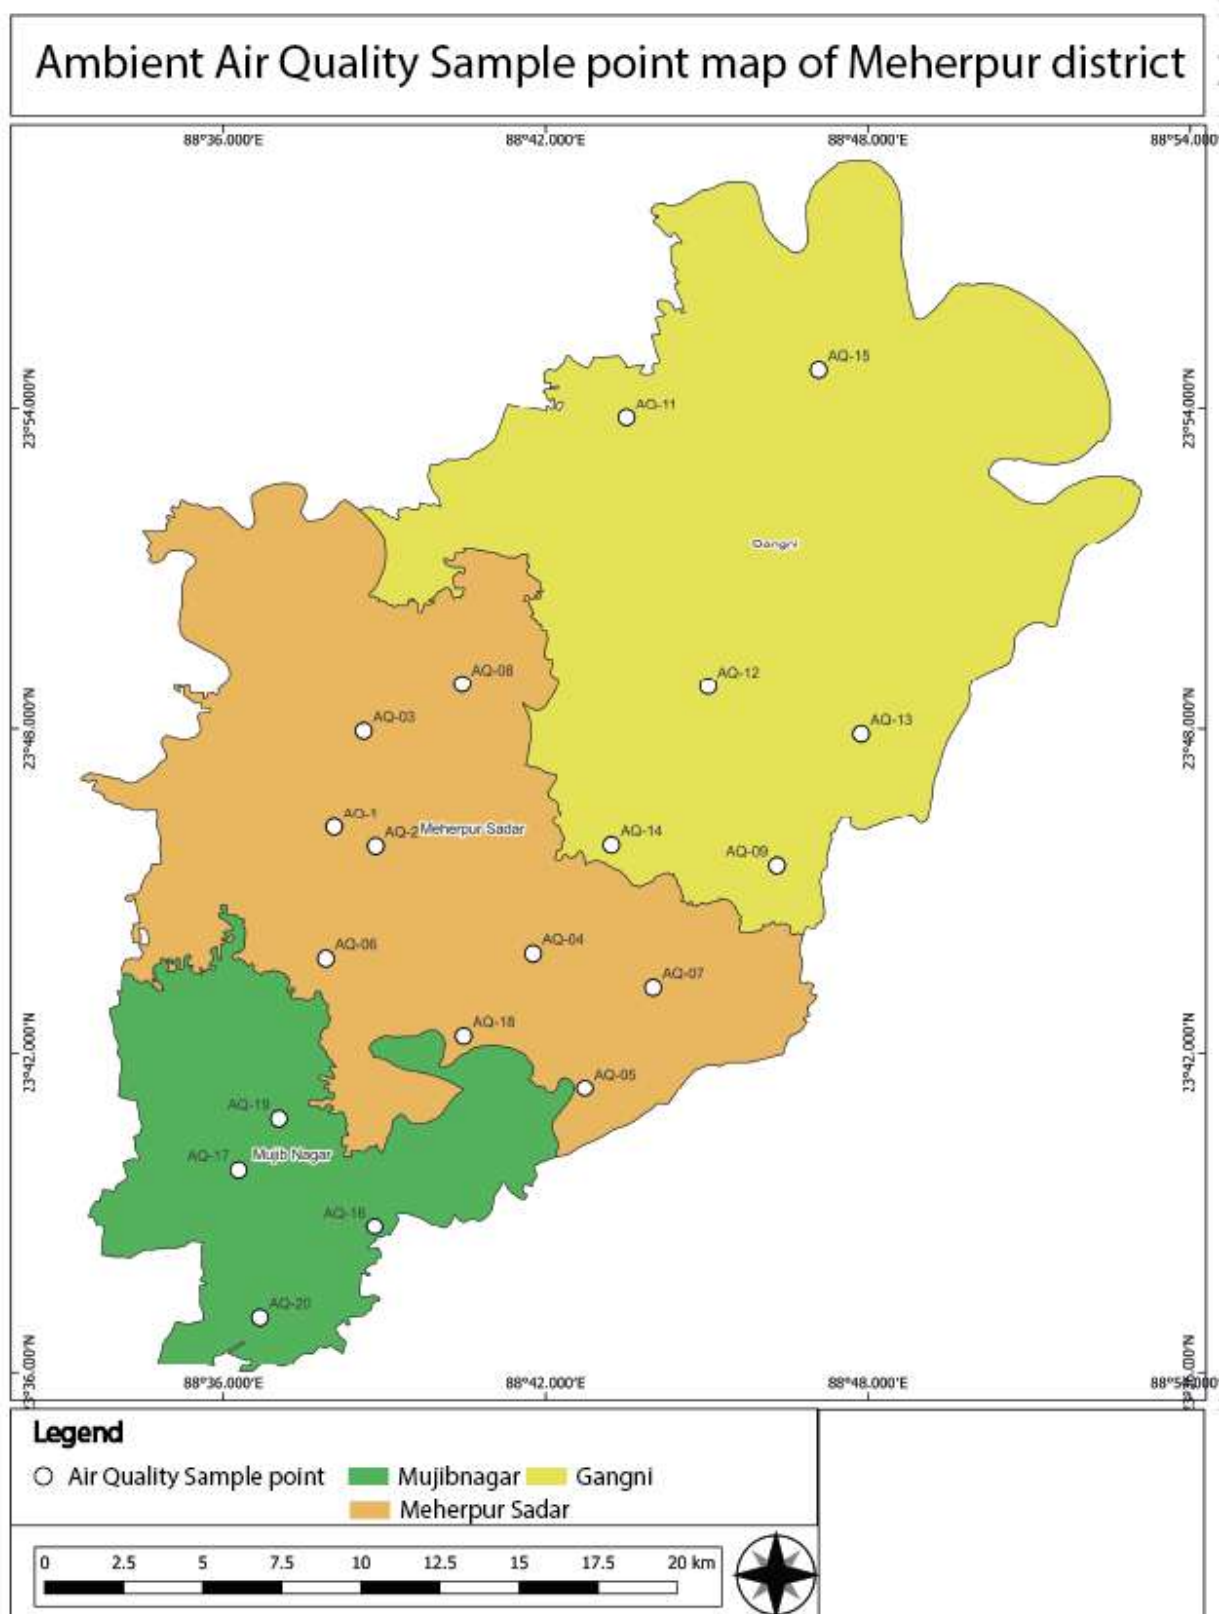 Ambient Air Quality Sample point map of Meherpur district
88°36.000'E 88°42.000'E 88°48.000'E 88°54.000'E
AQ-15
AQ-11
23°54.000'N 23°54.000'N
Gangni
AQ-08
AQ-12
AQ-03
AQ-13
23°48.000'N 23°48.000'N
AQ-1
AQ-2 Meherpur Sadar
AQ-14
AQ-09
AQ-06
AQ-04
AQ-07
AQ-18
23°42.000'N 23°42.000'N
AQ-05
AQ-19
AQ-17 Mujib Nagar
AQ-16
AQ-20
23°36.000'N
88°36.000'E 88°42.000'E 88°48.000'E
Legend
Air Quality Sample point Mujibnagar Gangni
Meherpur Sadar
0 2.5 5 7.5 10 12.5 15 17.5 20 km